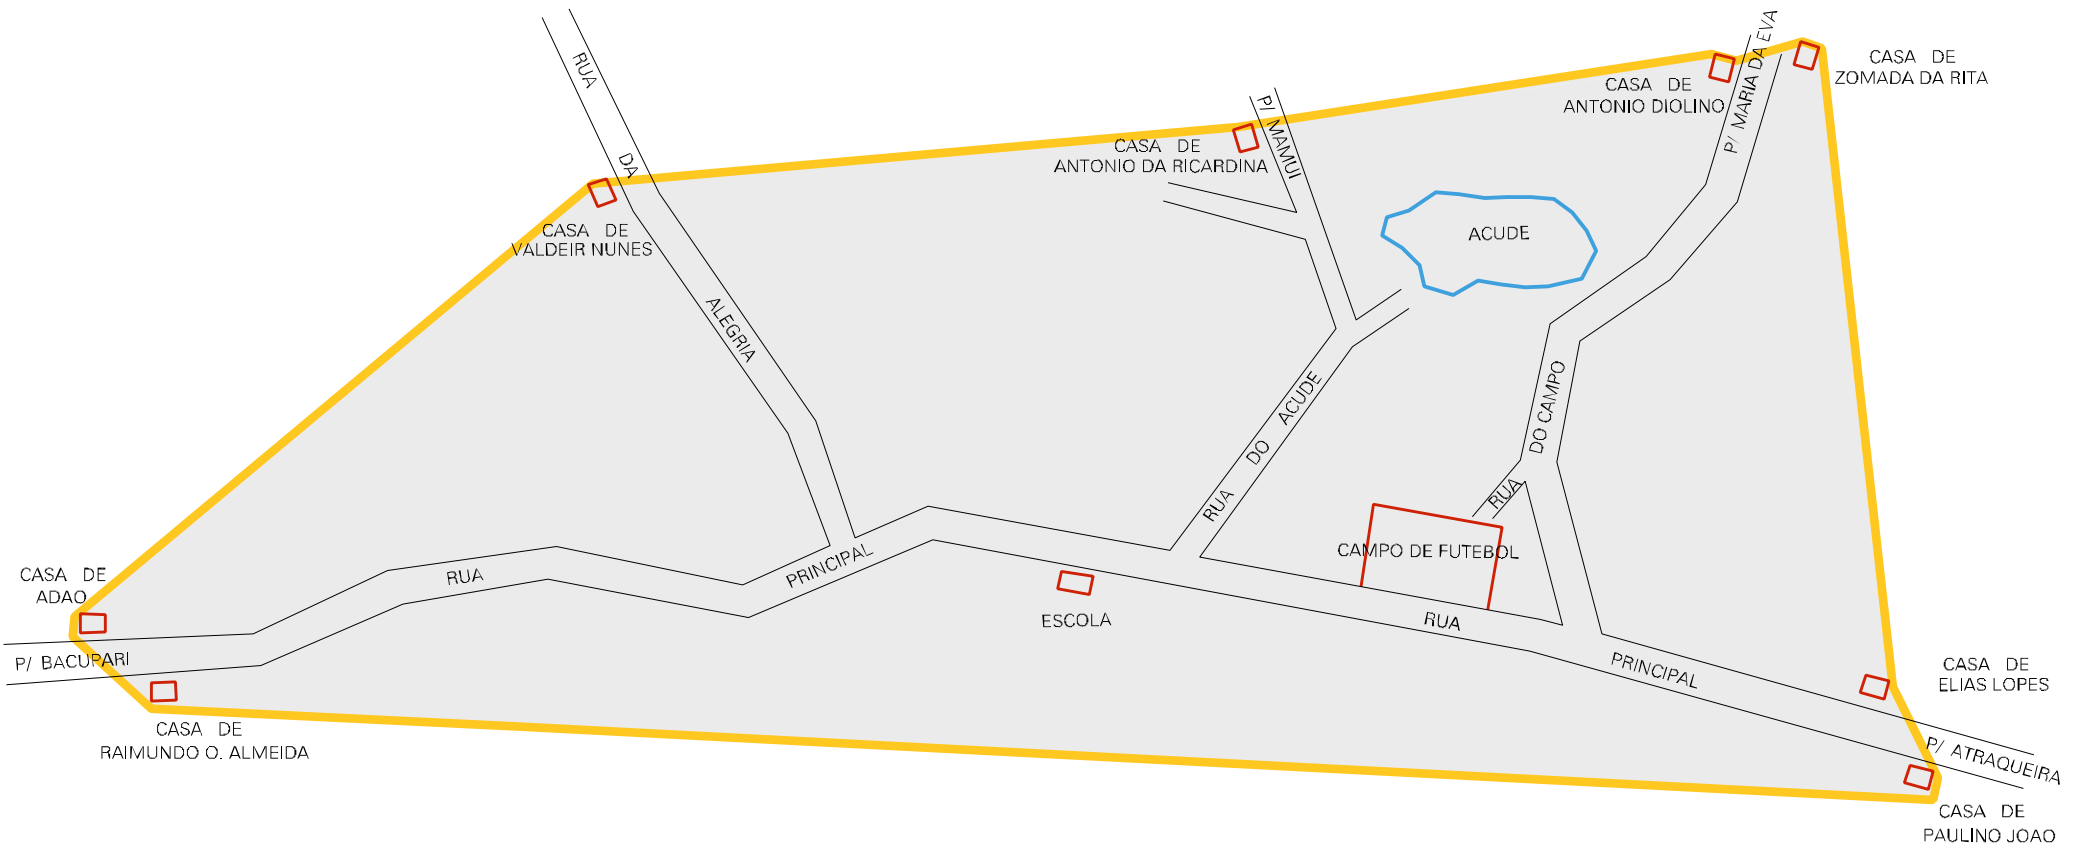 RUA DA ALEGRIA
CASA DE
VALDEIR NUNES
CASA DE
ANTONIO DA RICARDINA
P/ MAMUI
CASA DE
ANTONIO DIOLINO
P/ MARIA DA EVA
CASA DE
ZOMADA DA RITA
ACUDE
RUA DO ACUDE
RUA DO CAMPO
CAMPO DE FUTEBOL
CASA DE
ADAO
P/ BACUPARI
RUA PRINCIPAL
CASA DE
RAIMUNDO O. ALMEIDA
ESCOLA
RUA PRINCIPAL
CASA DE
ELIAS LOPES
P/ ATRAQUEIRA
CASA DE
PAULINO JOAO